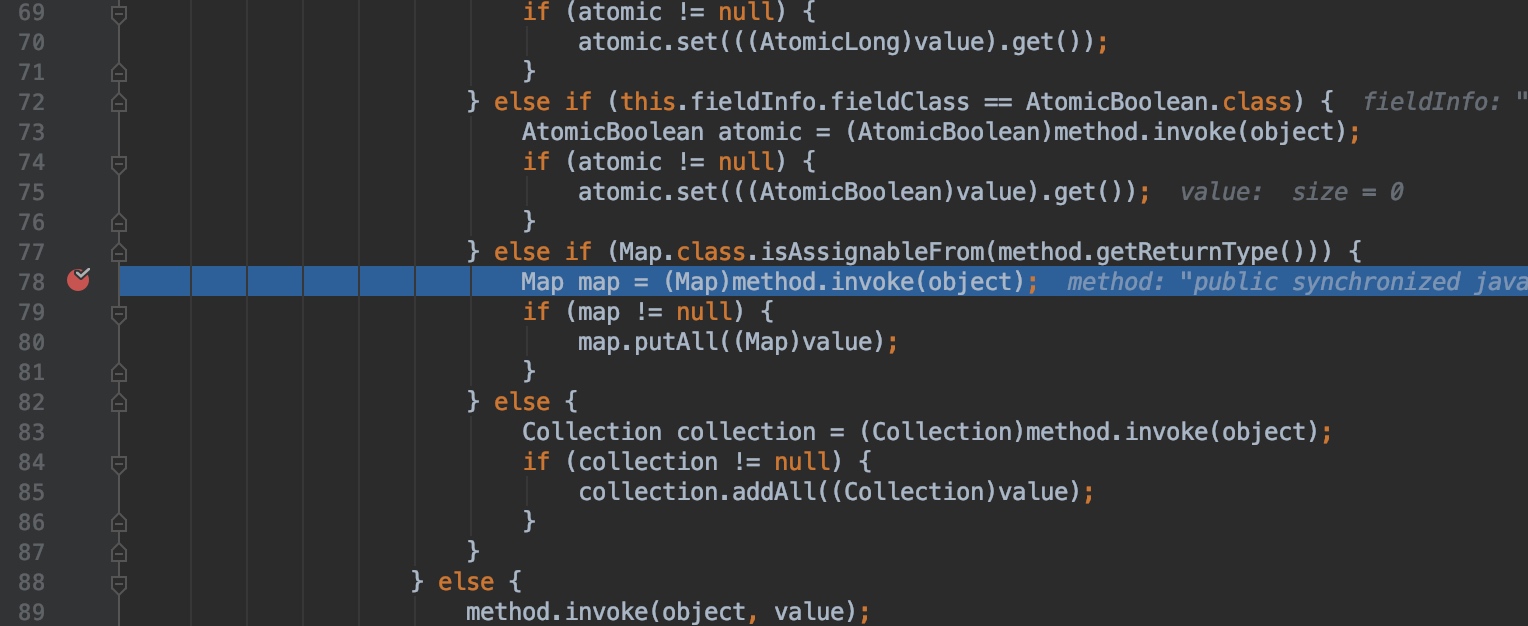 69 if (atomic != null) {
70 atomic.set(((AtomicLong)value).get());
71 }
72 } else if (this.fieldInfo.fieldClass == AtomicBoolean.class) { fieldInfo: "
73 AtomicBoolean atomic = (AtomicBoolean)method.invoke(object);
74 if (atomic != null) {
75 atomic.set(((AtomicBoolean)value).get()); value: size = 0
76 }
77 } else if (Map.class.isAssignableFrom(method.getReturnType())) {
78 Map map = (Map)method.invoke(object); method: "public synchronized java
79 if (map != null) {
80 map.putAll((Map)value);
81 }
82 } else {
83 Collection collection = (Collection)method.invoke(object);
84 if (collection != null) {
85 collection.addAll((Collection)value);
86 }
87 }
88 } else {
89 method.invoke(object, value);